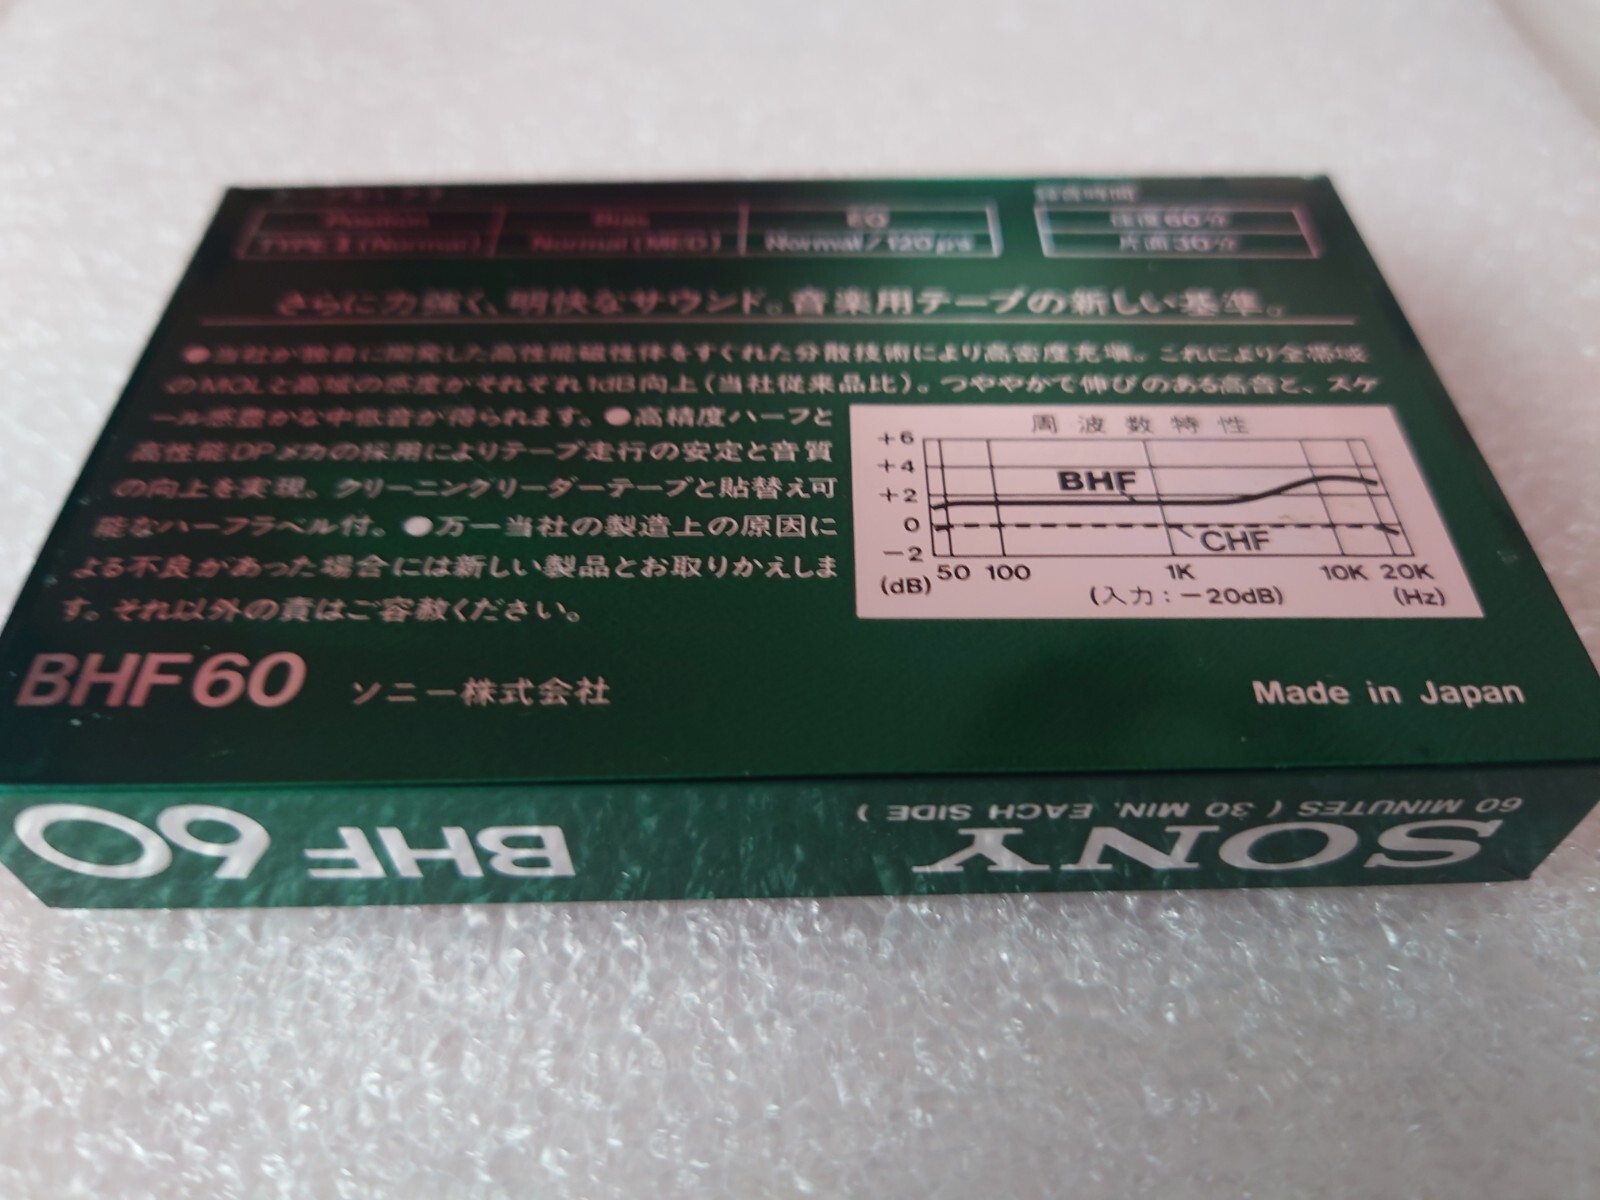 録音時間
Position Bias EQ 往復60分
TYPE I (Normal) Normal (MED) Normal/120μs 片面30分
さらに力強く、明快なサウンド。音楽用テープの新しい基準。
●当社が独自に開発した高性能磁性体をすぐれた分散技術により高密度充填。これにより全帯域
のMOLと高域の感度がそれぞれ1dB向上(当社従来品比)。つややかで伸びのある高音と、スケ
ール感豊かな中低音が得られます。●高精度ハーフと
高性能DPメカの採用によりテープ走行の安定と音質
の向上を実現。クリーニングリーダーテープと貼替え可
能なハーフラベル付。●万一当社の製造上の原因に
よる不良があった場合には新しい製品とお取りかえしま
す。それ以外の責はご容赦ください。
周波数特性
+6
+4
+2
0
-2
(dB)
BHF
CHF
50 100 1K 10K 20K
(入力:-20dB) (Hz)
BHF60 ソニー株式会社 Made in Japan
60 MINUTES (30 MIN. EACH SIDE)
SONY BHF 60